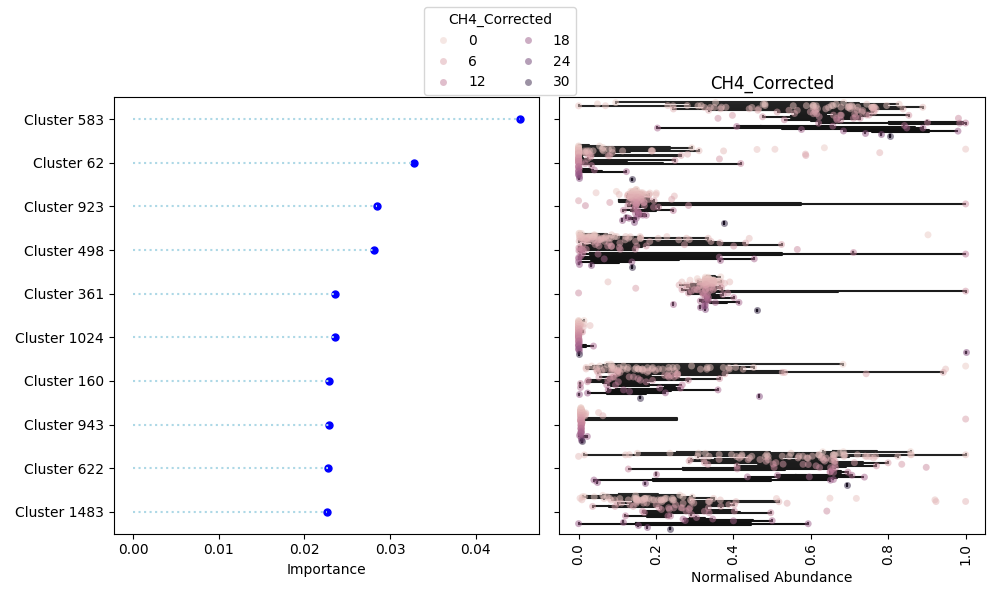 CH4_Corrected
0 18
6 24
12 30
CH4_Corrected
Cluster 583
Cluster 62
Cluster 923
Cluster 498
Cluster 361
Cluster 1024
Cluster 160
Cluster 943
Cluster 622
Cluster 1483
0.00 0.01 0.02 0.03 0.04
Importance
0.0 0.2 0.4 0.6 0.8 1.0
Normalised Abundance